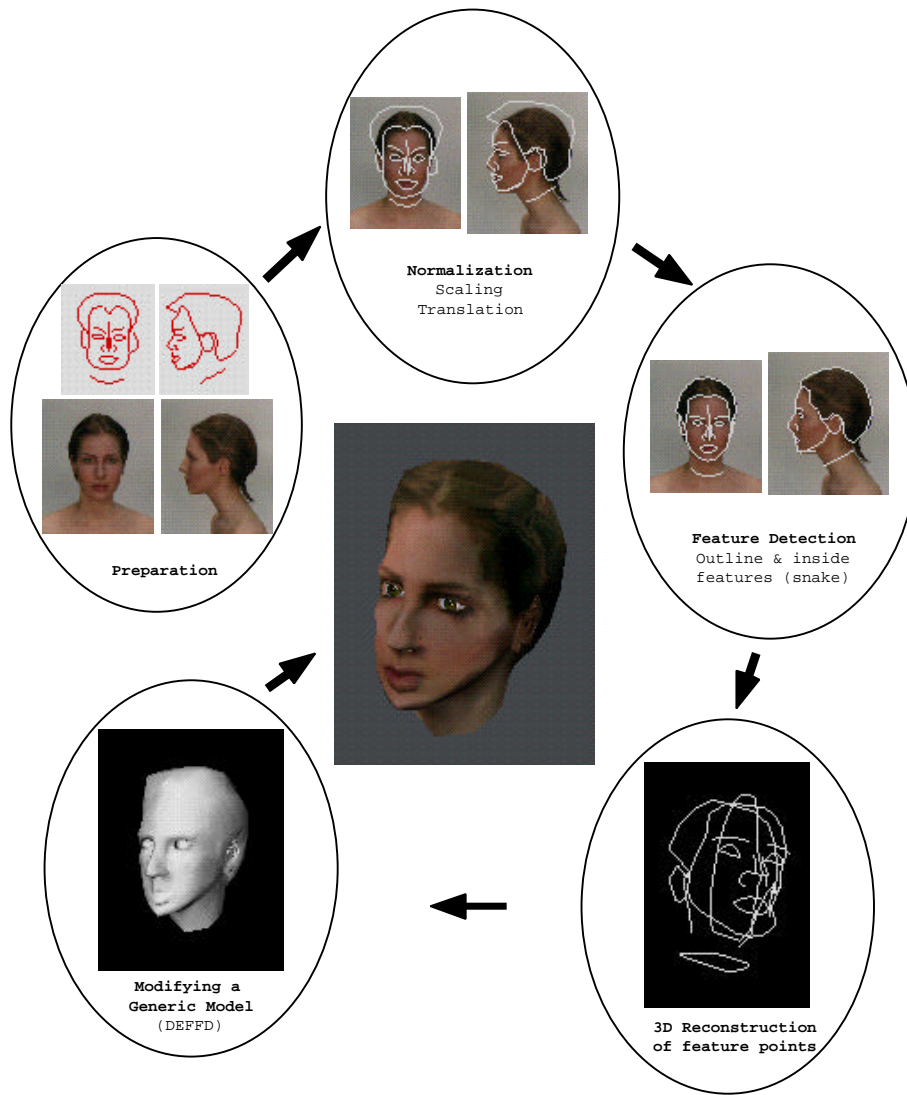 Normalization
Scaling
Translation
Preparation
Feature Detection
Outline & inside
features (snake)
3D Reconstruction
of feature points
Modifying a
Generic Model
(DEFFD)